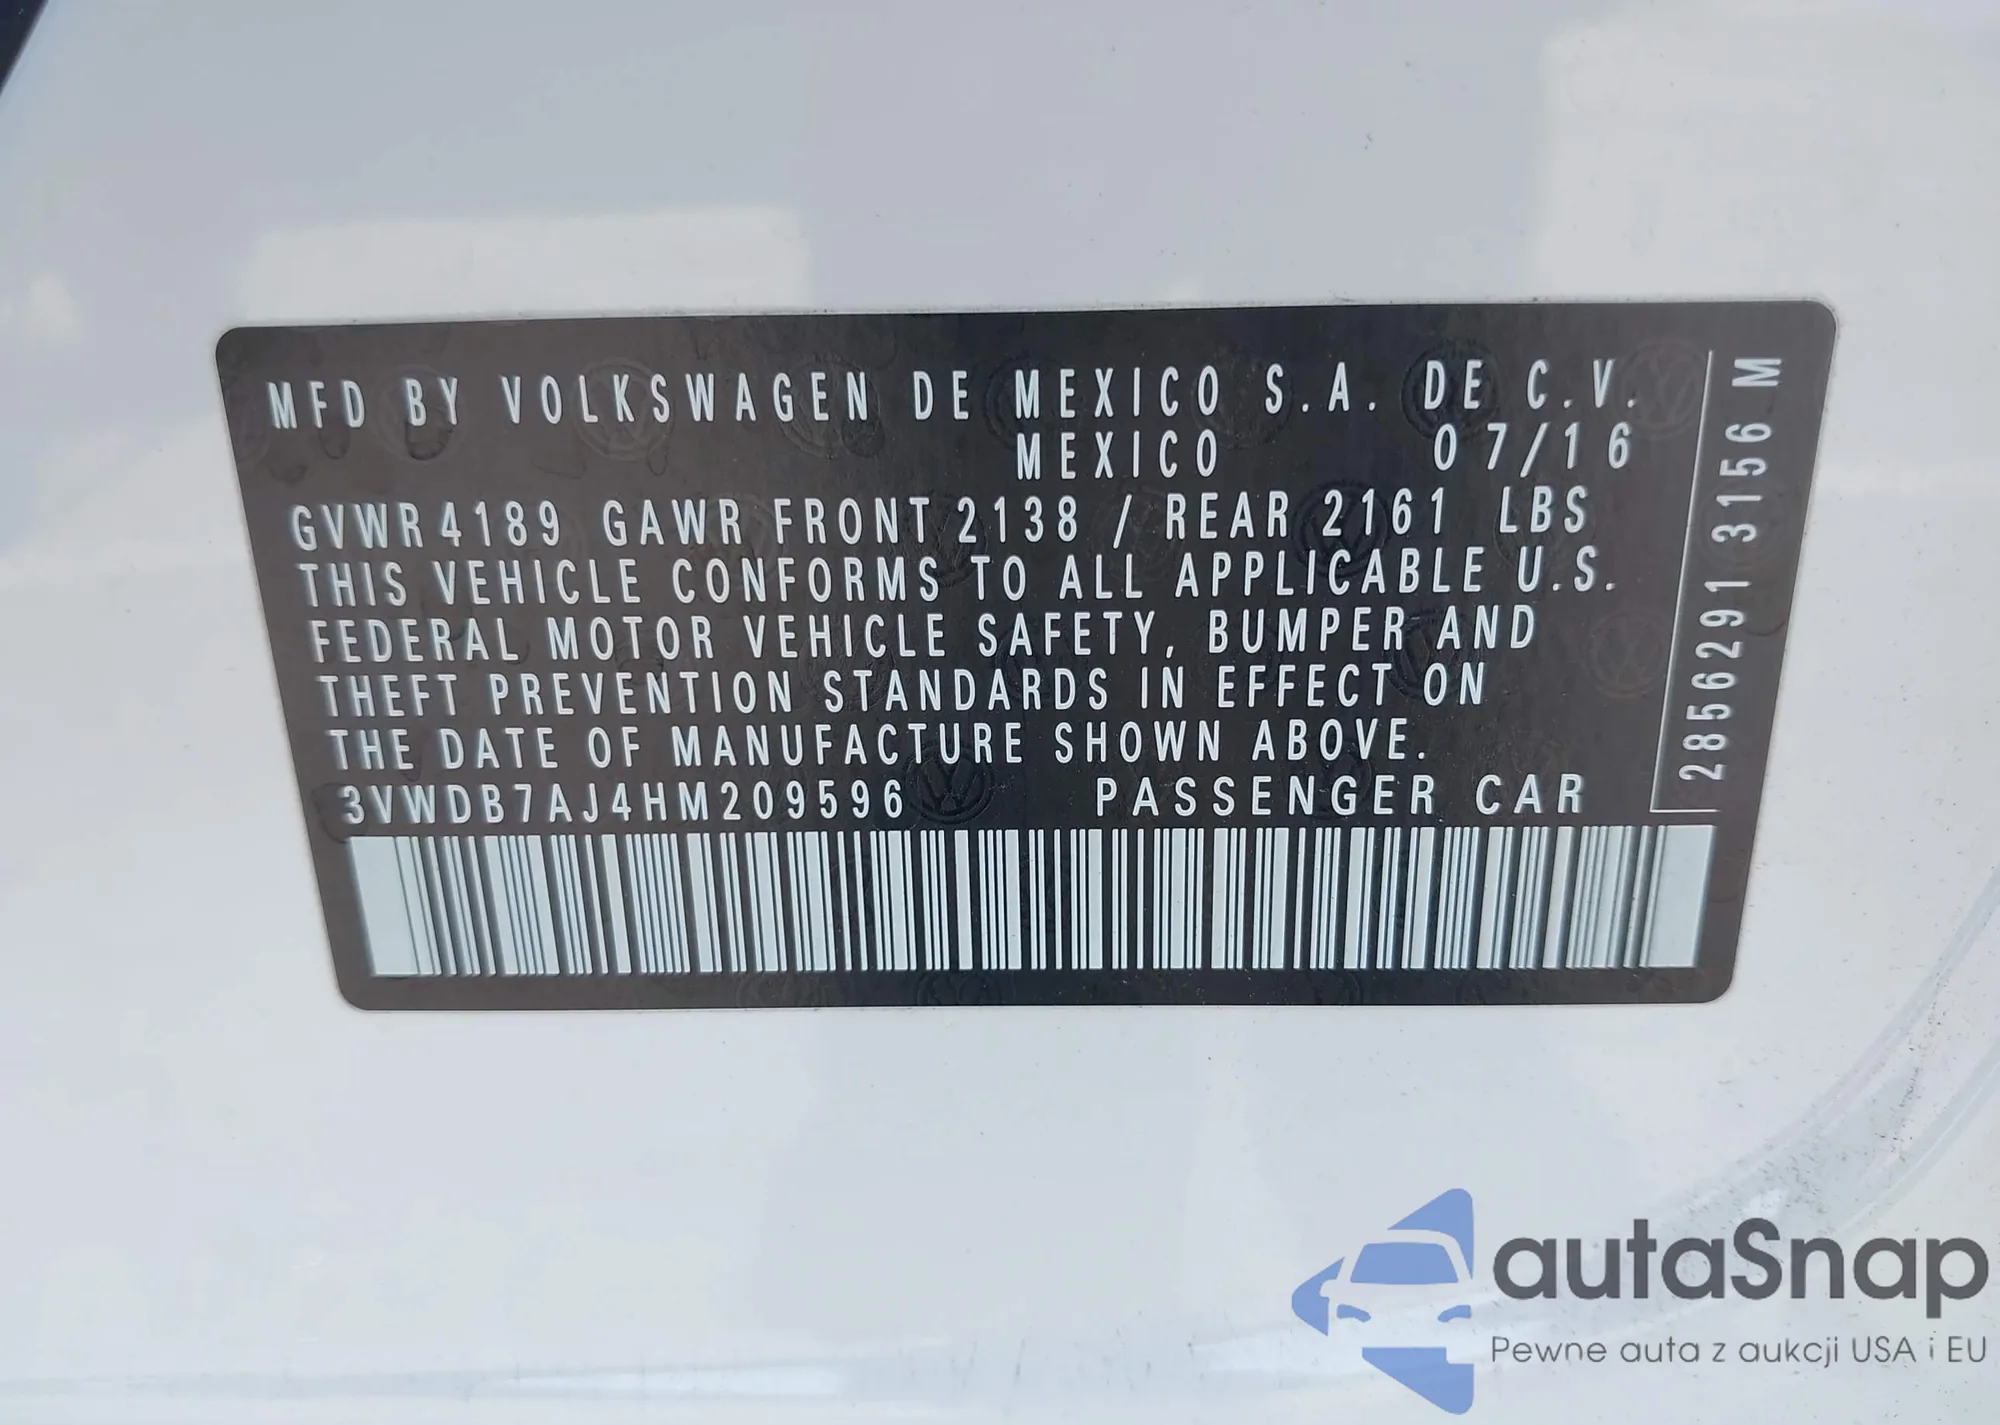 MFD BY VOLKSWAGEN DE MEXICO S.A. DE C.V.
MEXICO 07/16
GVWR 4189 GAWR FRONT 2138 / REAR 2161 LBS
THIS VEHICLE CONFORMS TO ALL APPLICABLE U.S.
FEDERAL MOTOR VEHICLE SAFETY, BUMPER AND
THEFT PREVENTION STANDARDS IN EFFECT ON
THE DATE OF MANUFACTURE SHOWN ABOVE.
3VWDB7AJ4HM209596 PASSENGER CAR
2856291 3156 M
autaSnap
Pewne auta z aukcji USA i EU